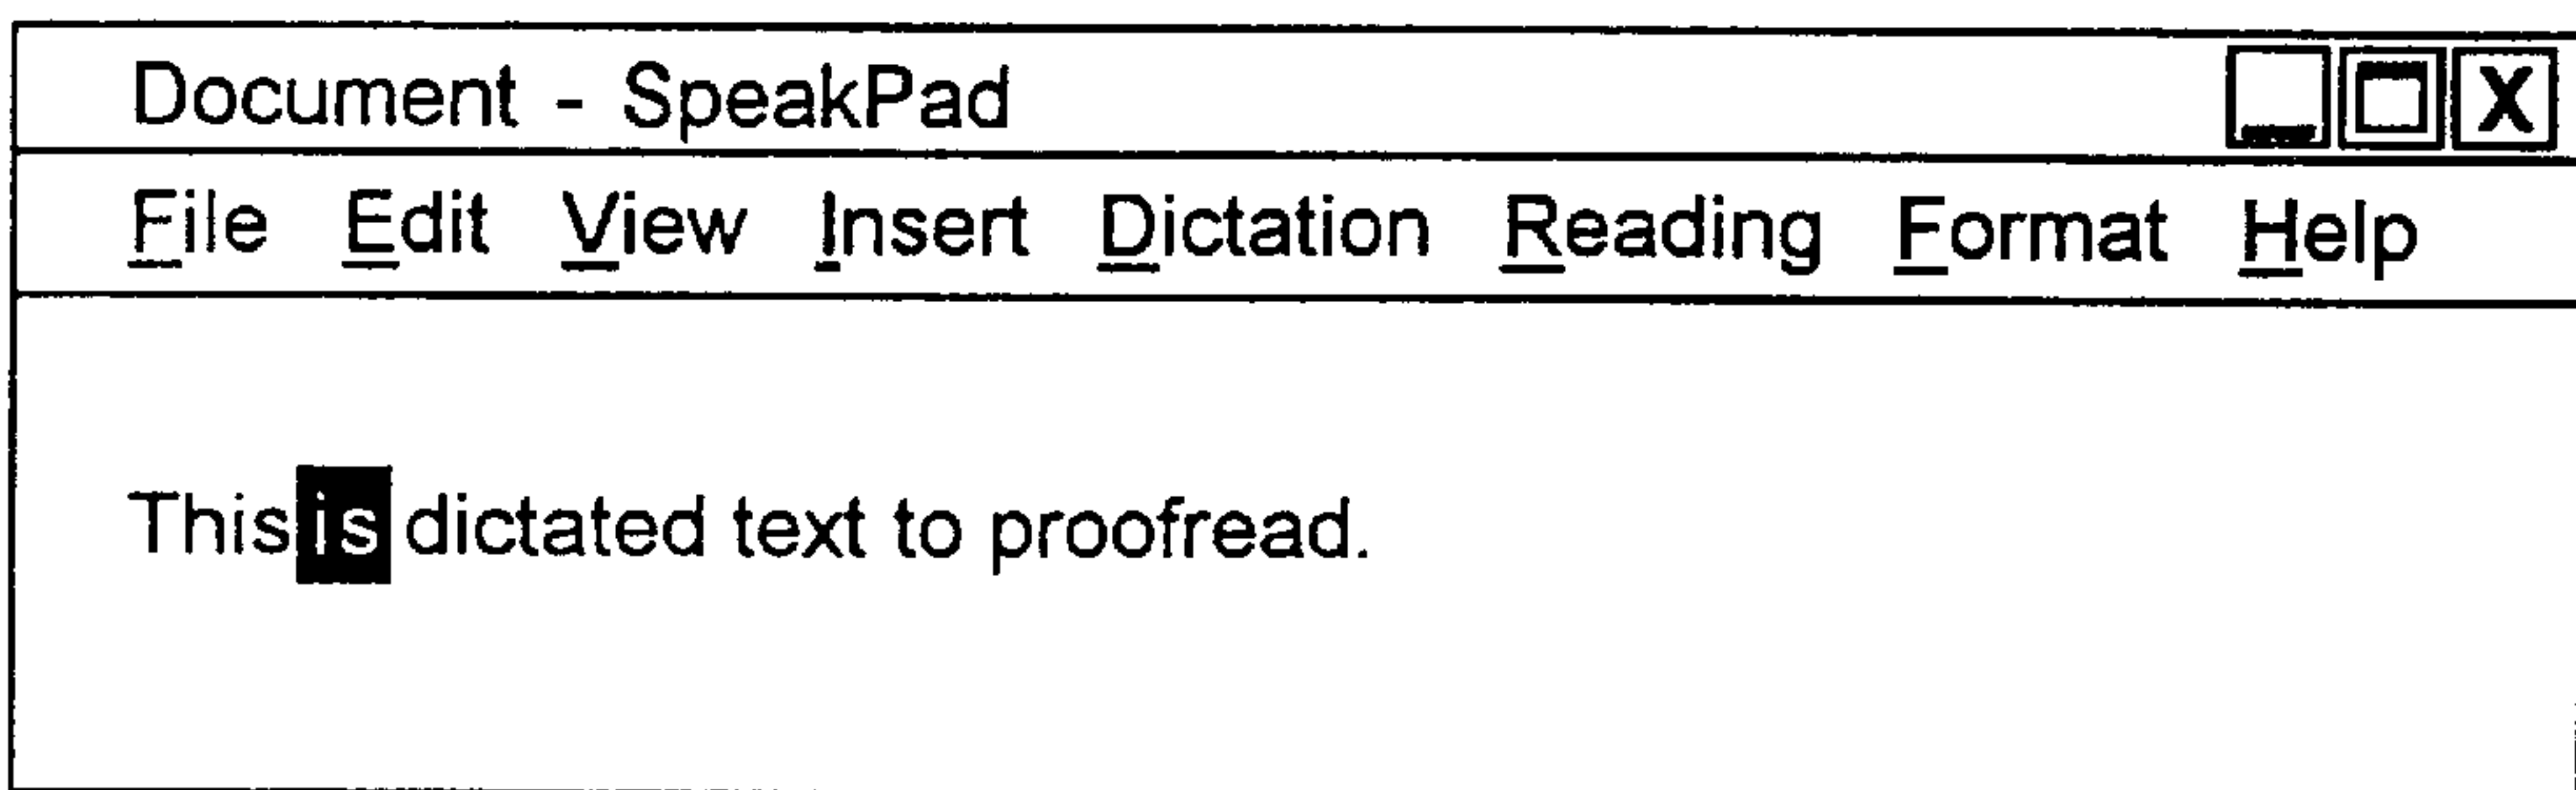 Document - SpeakPad
File Edit View Insert Dictation Reading Format Help
This is dictated text to proofread.